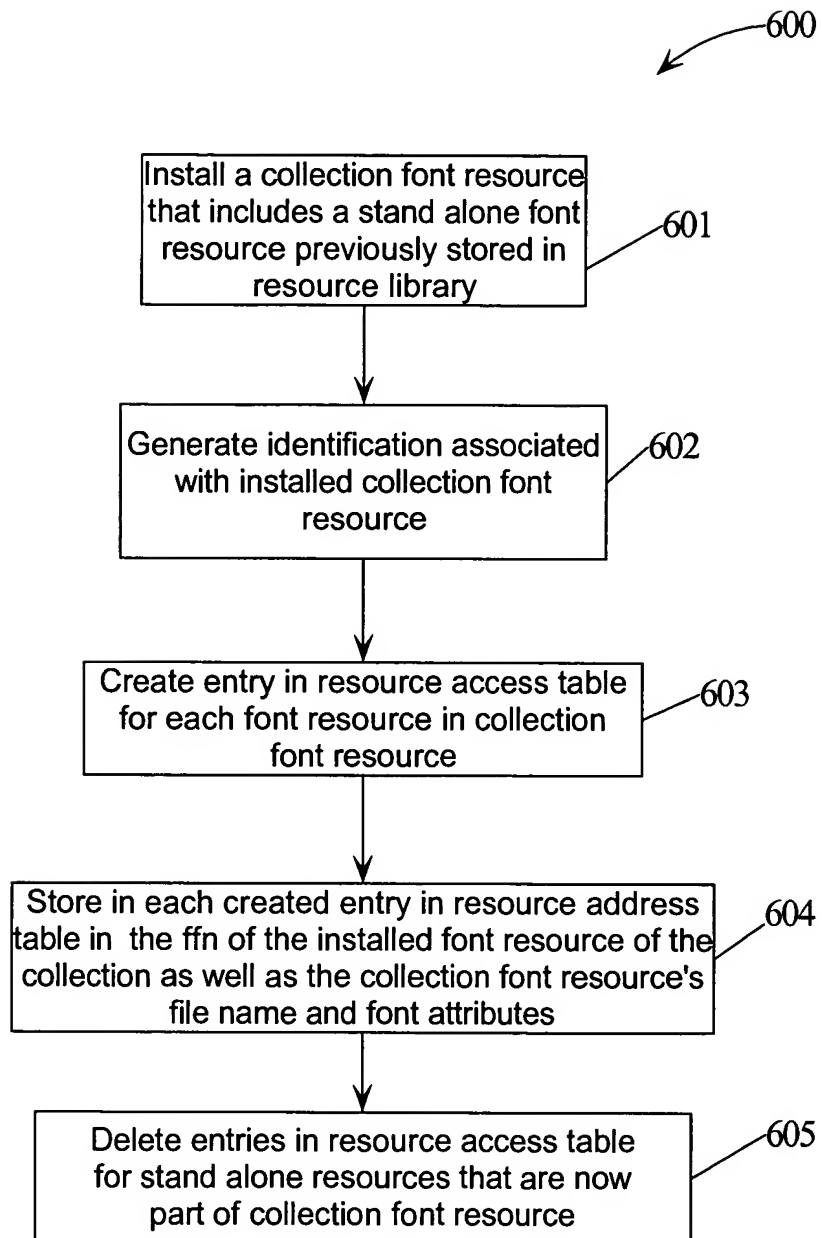 600
Install a collection font resource
that includes a stand alone font
resource previously stored in
resource library
601
Generate identification associated
with installed collection font
resource
602
Create entry in resource access table
for each font resource in collection
font resource
603
Store in each created entry in resource address
table in the ffn of the installed font resource of the
collection as well as the collection font resource's
file name and font attributes
604
Delete entries in resource access table
for stand alone resources that are now
part of collection font resource
605